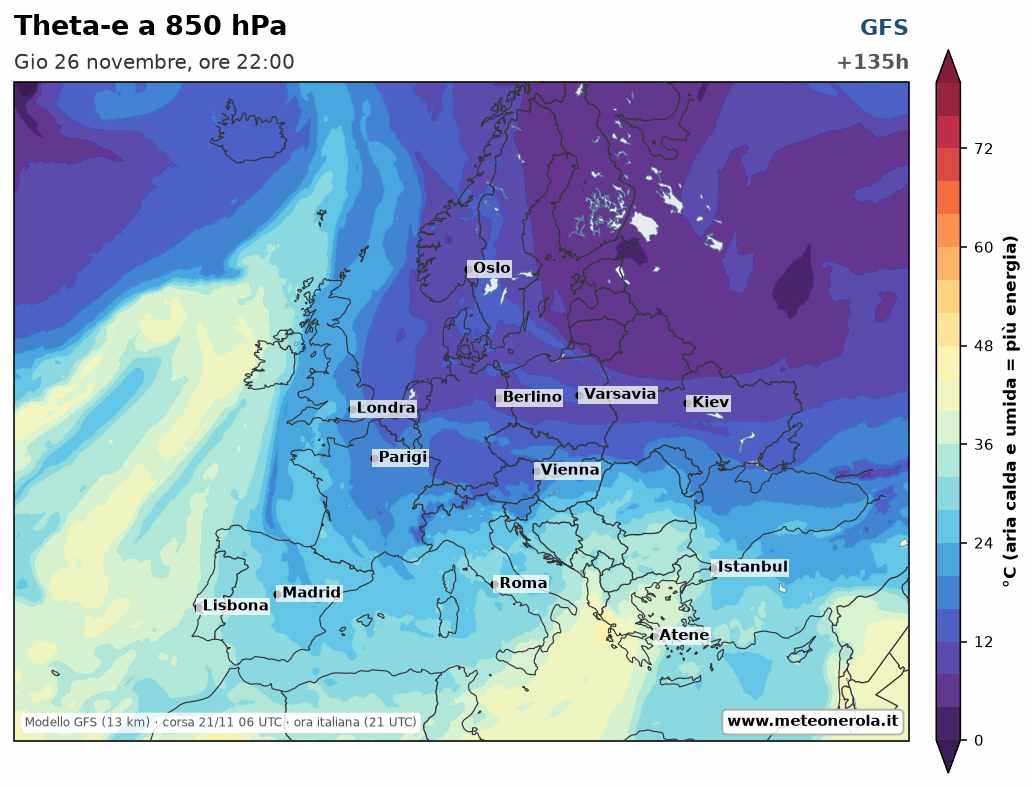 Theta-e a 850 hPa
GFS
Gio 26 novembre, ore 22:00
+135h
72
60
48
36
24
12
0
°C (aria calda e umida = più energia)
Oslo
Berlino
Varsavia
Kiev
Londra
Parigi
Vienna
Istanbul
Roma
Madrid
Lisbona
Atene
Modello GFS (13 km) · corsa 21/11 06 UTC · ora italiana (21 UTC)
www.meteonerola.it